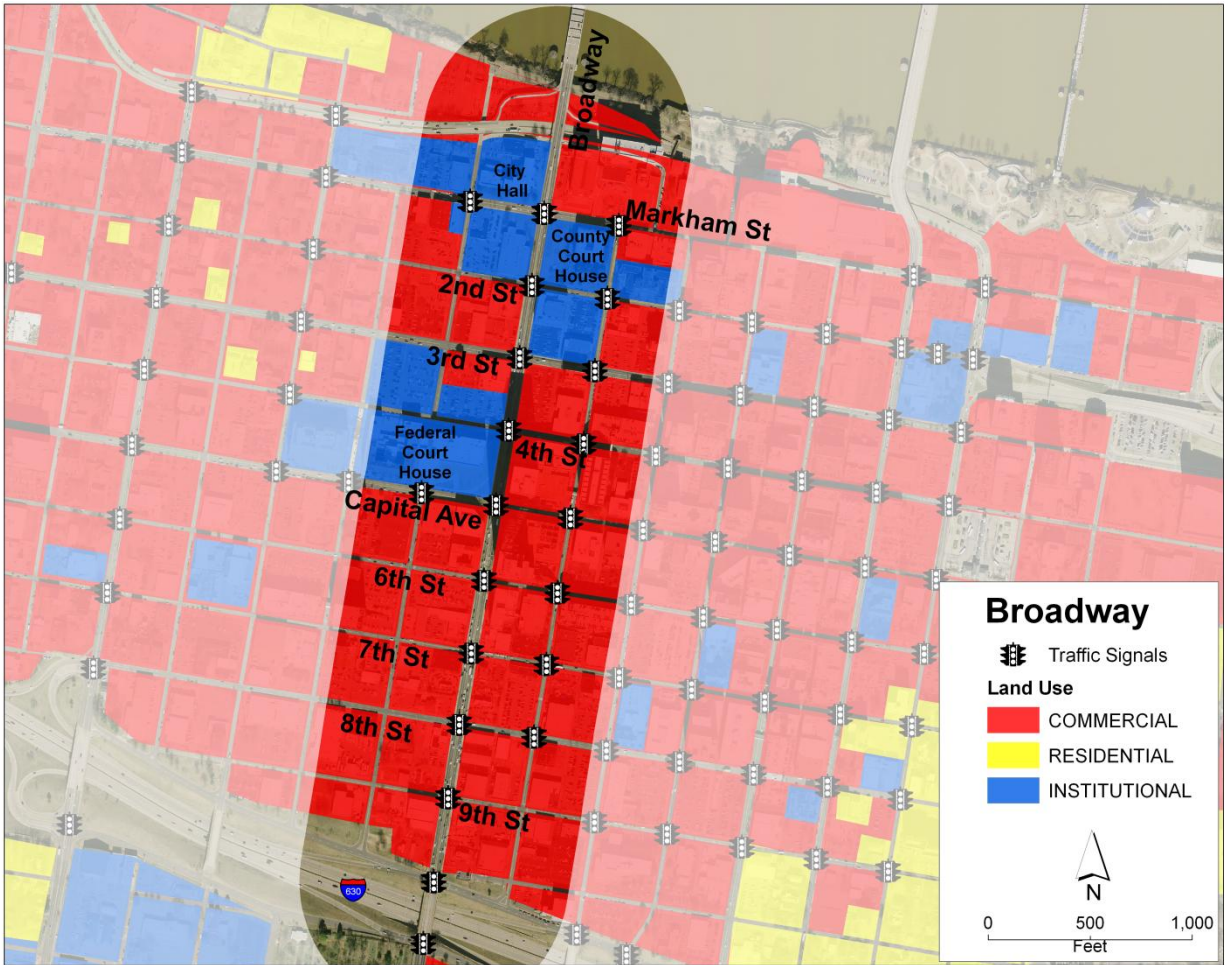 Broadway
City
Hall
Markham St
County
Court
House
2nd St
3rd St
4th St
Federal
Court
House
Capital Ave
6th St
7th St
8th St
9th St
630
Broadway
Traffic Signals
Land Use
COMMERCIAL
RESIDENTIAL
INSTITUTIONAL
N
0 500 1,000
Feet